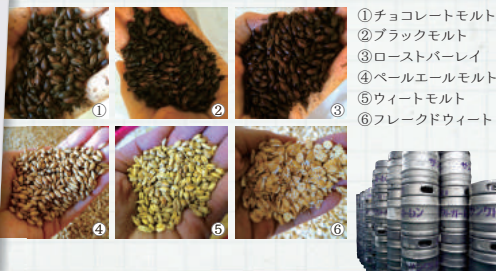 ①チョコレートモルト
②ブラックモルト
③ローストバーレイ
④ペールエールモルト
⑤ウィートモルト
⑥フレークドウィート
①
②
③
④
⑤
⑥